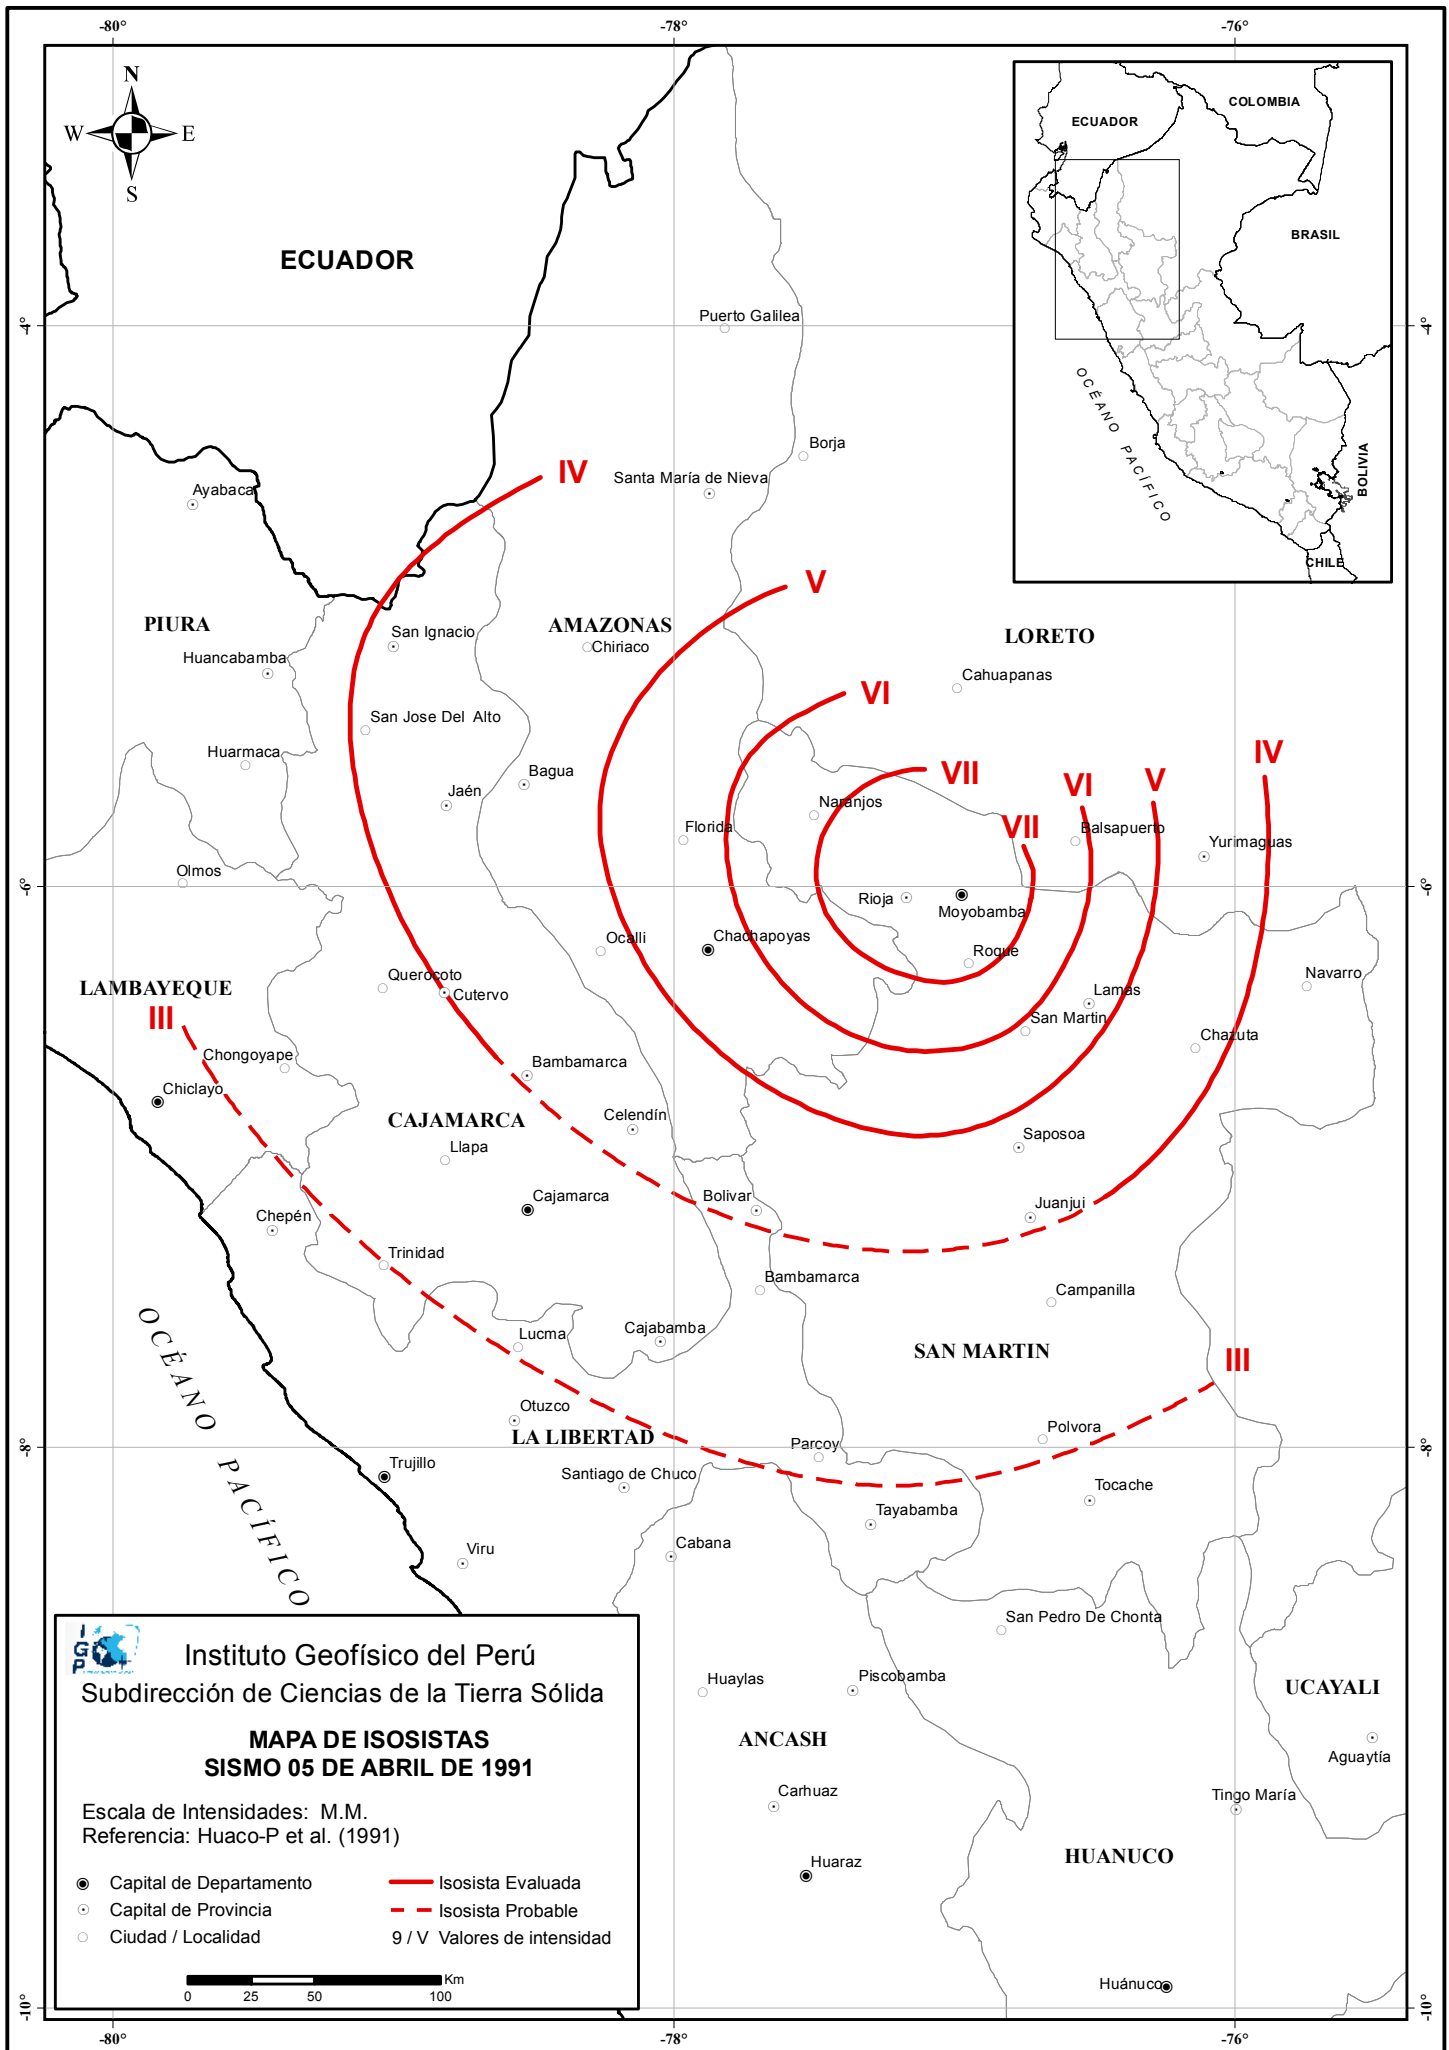 -80°
-78°
-76°
N
W
E
S
ECUADOR
COLOMBIA
ECUADOR
BRASIL
OCÉANO PACÍFICO
BOLIVIA
CHILE
-4°
-4°
Puerto Galilea
Borja
Santa María de Nieva
IV
Ayabaca
V
PIURA
AMAZONAS
LORETO
San Ignacio
Chiriaco
Huancabamba
Cahuapanas
VI
San Jose Del Alto
Huarmaca
IV
Bagua
VII
VI
V
Jaén
Naranjos
Florida
VII
Balsapuerto
Yurimaguas
Olmos
-6°
-6°
Rioja
Moyobamba
Ocalli
Chachapoyas
Roque
Querocoto
Cutervo
Navarro
LAMBAYEQUE
Lamas
III
San Martin
Chazuta
Chongoyape
Bambamarca
Chiclayo
CAJAMARCA
Celendín
Llapa
Saposoa
Cajamarca
Bolivar
Juanjui
Chepén
Trinidad
Bambamarca
Campanilla
OCÉANO PACÍFICO
Lucma
Cajabamba
SAN MARTIN
III
Otuzco
LA LIBERTAD
Parcoy
Polvora
-8°
-8°
Trujillo
Santiago de Chuco
Tocache
Tayabamba
Viru
Cabana
San Pedro De Chonta
Huaylas
Piscobamba
UCAYALI
ANCASH
Aguaytía
Carhuaz
Tingo María
HUANUCO
Huaraz
Huánuco
-10°
-10°
IGP
Instituto Geofísico del Perú
Subdirección de Ciencias de la Tierra Sólida
MAPA DE ISOSISTAS
SISMO 05 DE ABRIL DE 1991
Escala de Intensidades: M.M.
Referencia: Huaco-P et al. (1991)
Capital de Departamento
Isosista Evaluada
Capital de Provincia
Isosista Probable
Ciudad / Localidad
9 / V Valores de intensidad
Km
0 25 50 100
-80°
-78°
-76°